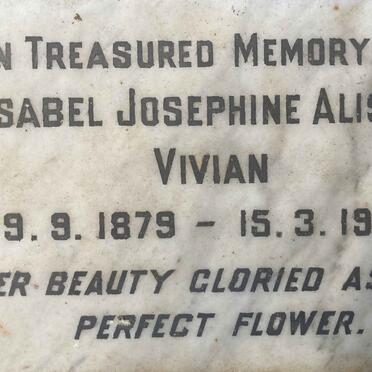 N TREASURED MEMORY
SABEL JOSEPHINE ALIS
VIVIAN
9. 9. 1879 - 15. 3. 19
ER BEAUTY GLORIED AS
PERFECT FLOWER.